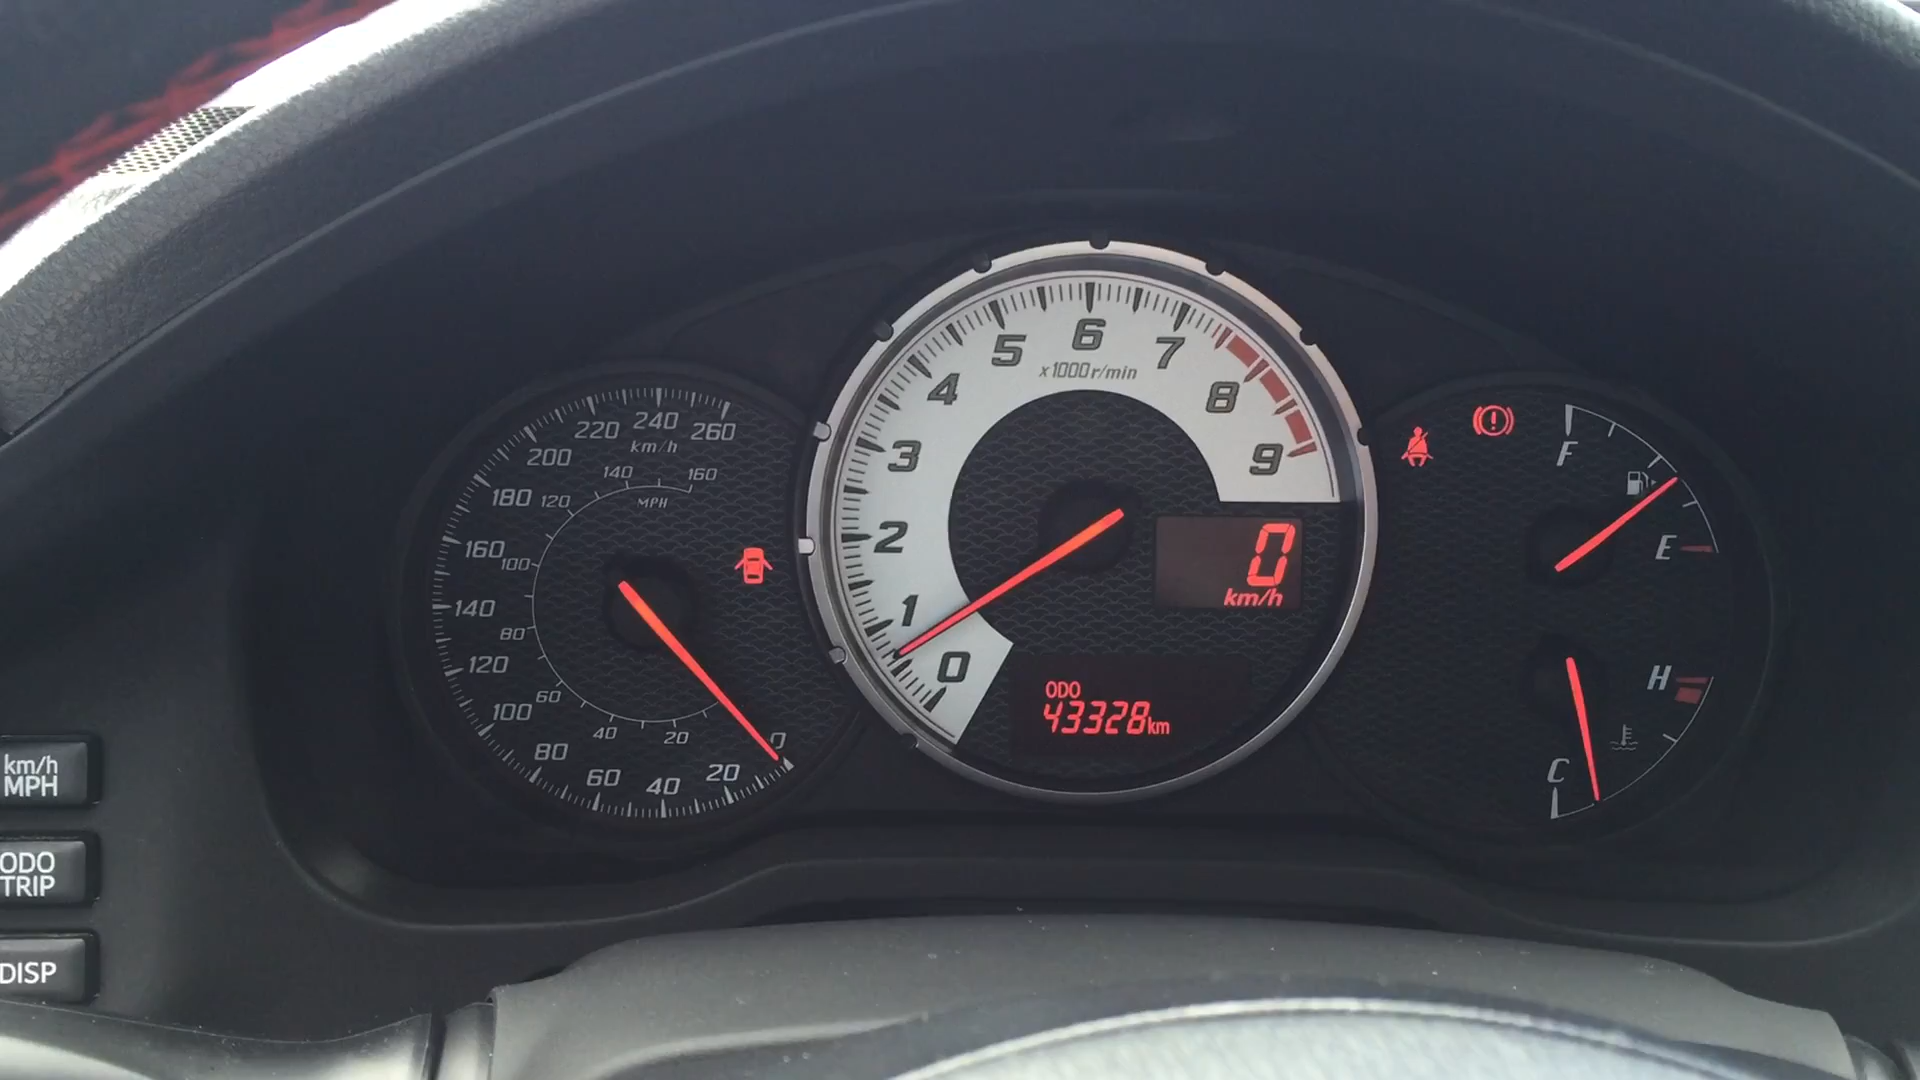 220 240 260
km/h
200
140 160
180 120
MPH
160 100
140
80
120
60
100
40 20
80
0
60 40 20
5 6 7
x1000r/min
4 8
3 9
2
1
0
0
km/h
ODO
43328km
F
E
H
C
km/h
MPH
ODO
TRIP
DISP